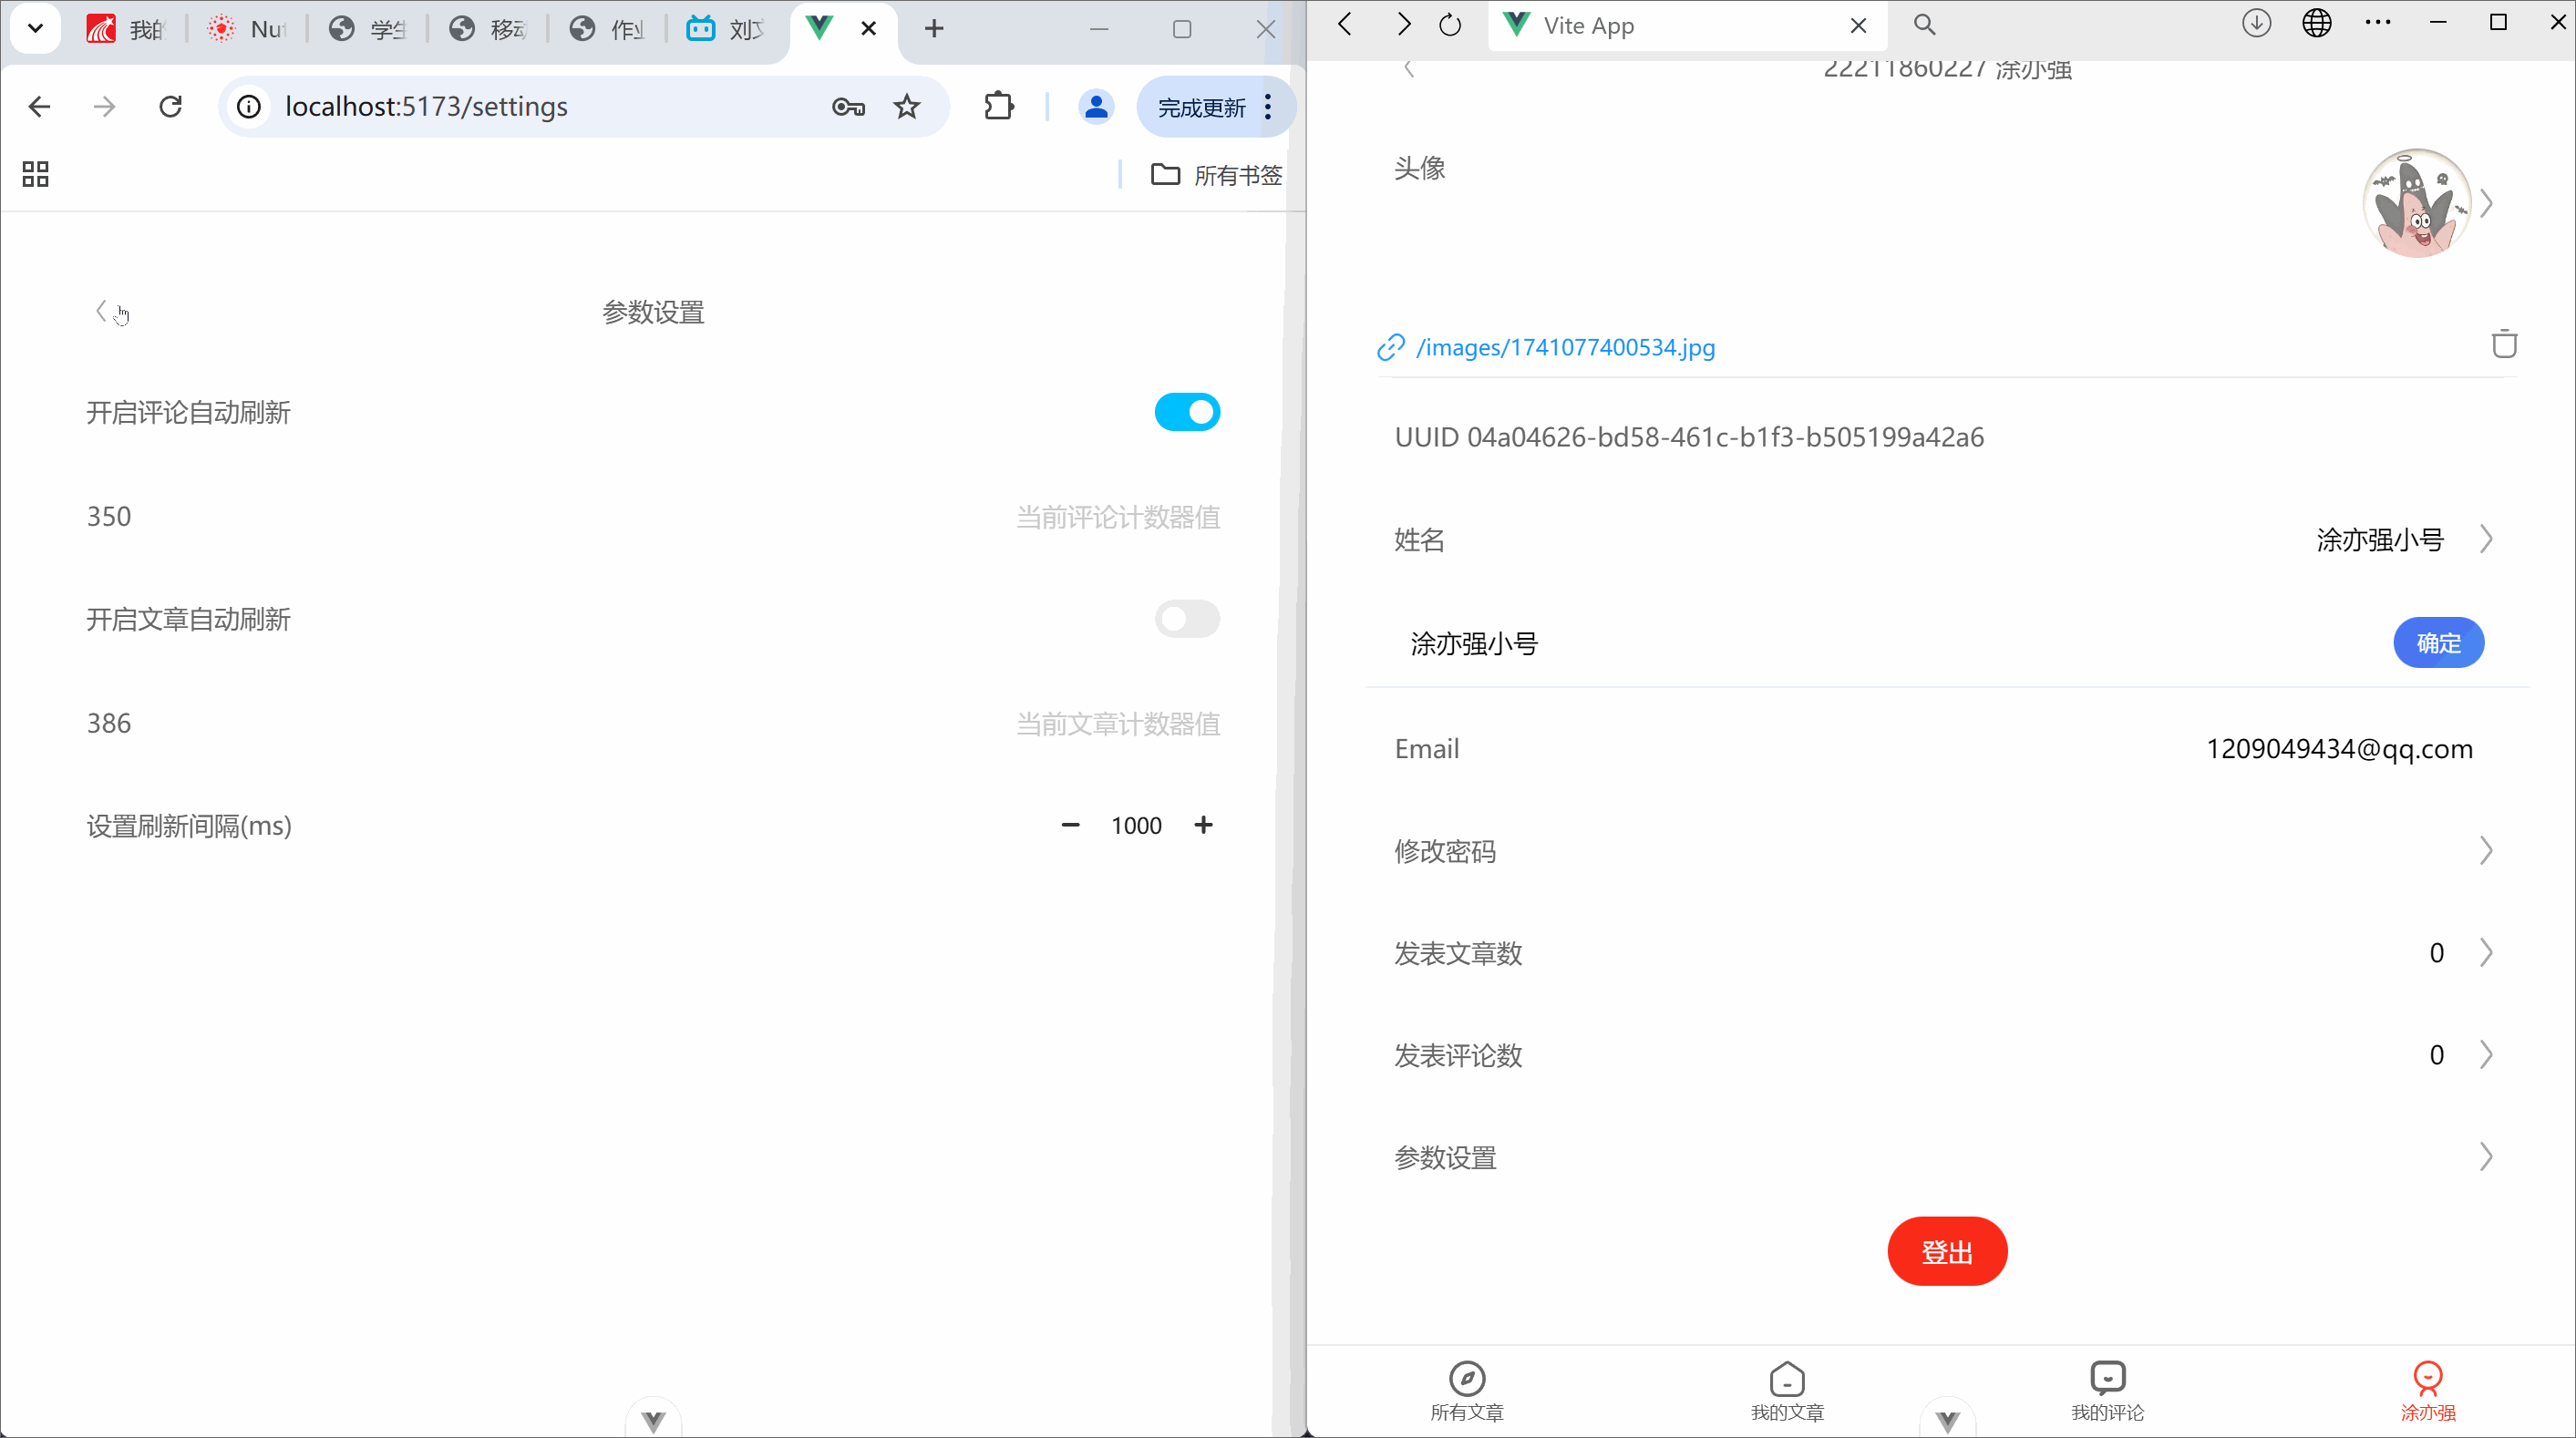 我的
Nu
学生
移动
作业
刘文
localhost:5173/settings
完成更新
所有书签
参数设置
开启评论自动刷新
350
当前评论计数器值
开启文章自动刷新
386
当前文章计数器值
设置刷新间隔(ms)
1000
Vite App
22211860227 涂亦强
头像
/images/1741077400534.jpg
UUID 04a04626-bd58-461c-b1f3-b505199a42a6
姓名
涂亦强小号
涂亦强小号
确定
Email
1209049434@qq.com
修改密码
发表文章数
0
发表评论数
0
参数设置
登出
所有文章
我的文章
我的评论
涂亦强